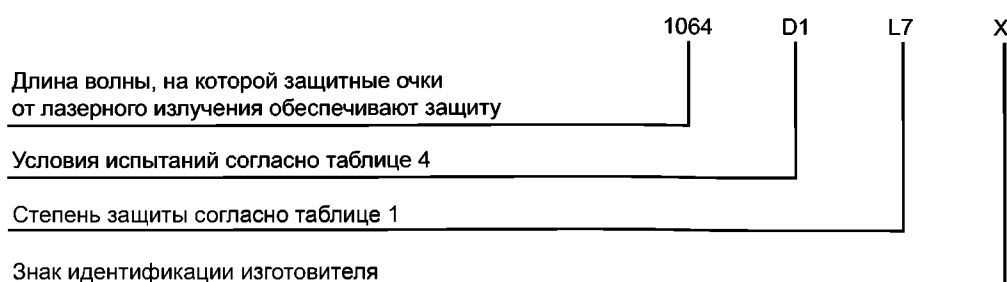 1064 D1 L7 X
Длина волны, на которой защитные очки
от лазерного излучения обеспечивают защиту
Условия испытаний согласно таблице 4
Степень защиты согласно таблице 1
Знак идентификации изготовителя